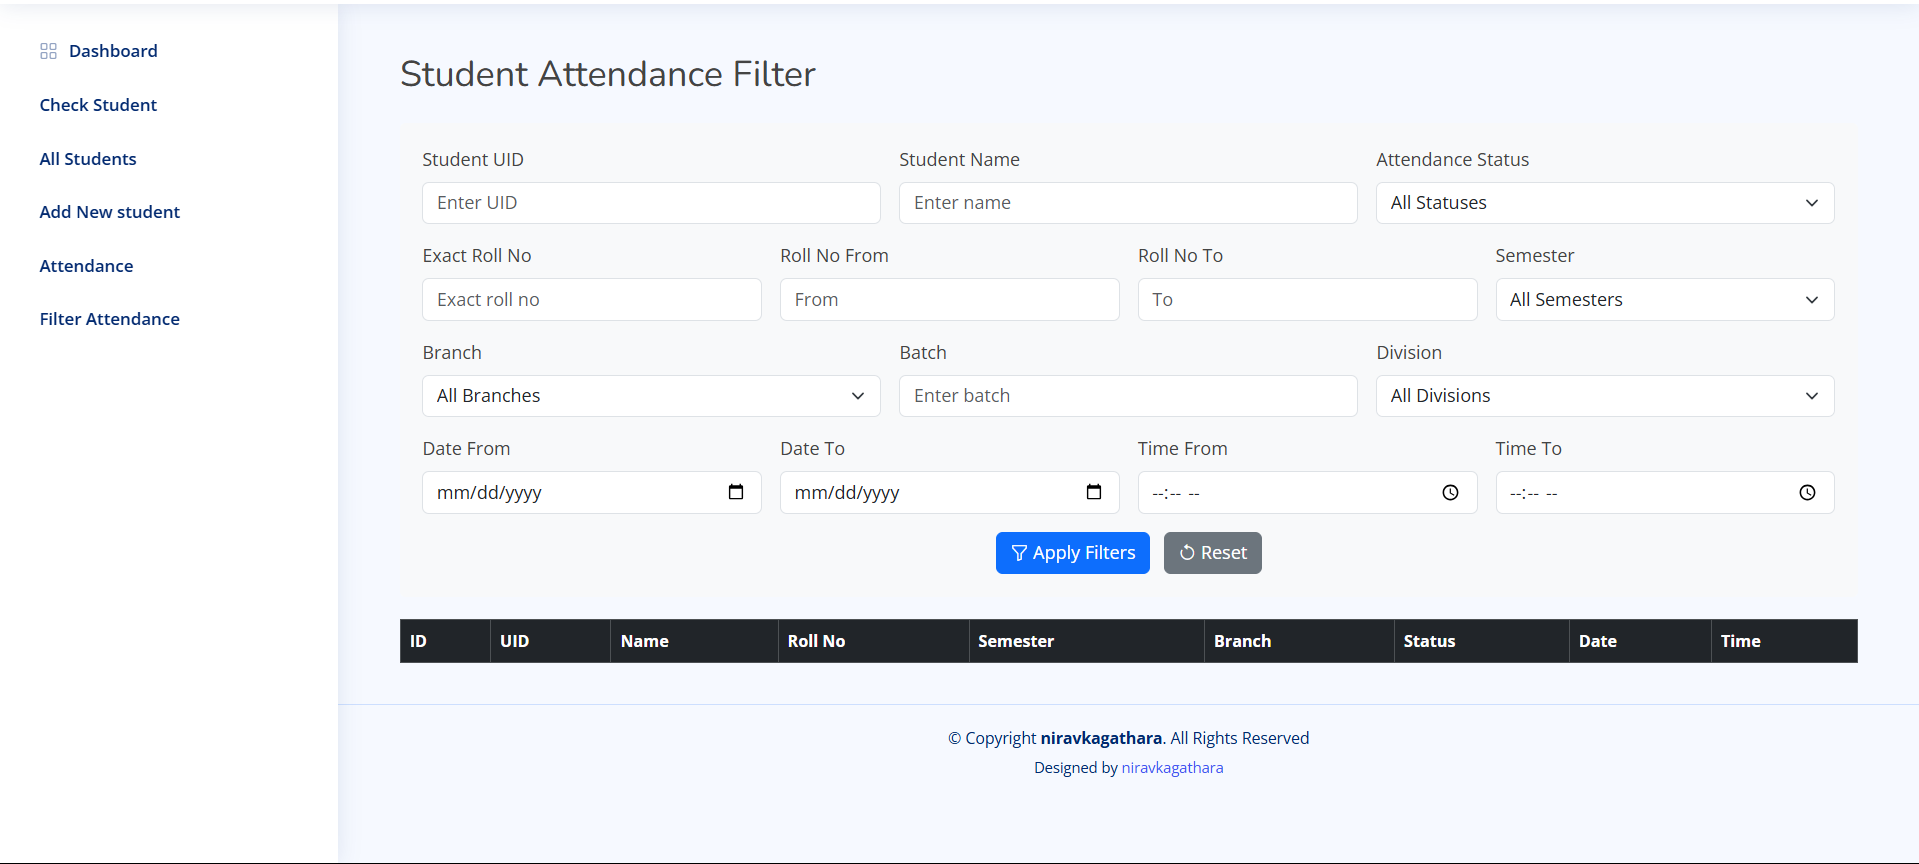 Dashboard
Check Student
All Students
Add New student
Attendance
Filter Attendance
Student Attendance Filter
Student UID Student Name Attendance Status
Enter UID Enter name All Statuses
Exact Roll No Roll No From Roll No To Semester
Exact roll no From To All Semesters
Branch Batch Division
All Branches Enter batch All Divisions
Date From Date To Time From Time To
mm/dd/yyyy mm/dd/yyyy --:-- -- --:-- --
Apply Filters Reset
ID UID Name Roll No Semester Branch Status Date Time
© Copyright niravkagathara. All Rights Reserved
Designed by niravkagathara